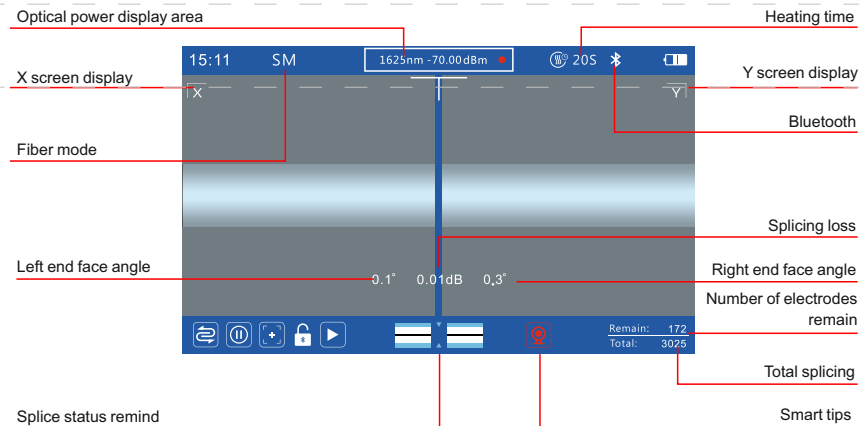 Optical power display area
Heating time
15:11 SM 1625nm -70.00dBm 20S
X screen display
Y screen display
X
Y
Bluetooth
Fiber mode
Splicing loss
Left end face angle
0.1° 0.01dB 0.3°
Right end face angle
Number of electrodes
remain
Remain: 172
Total: 3025
Total splicing
Splice status remind
Smart tips